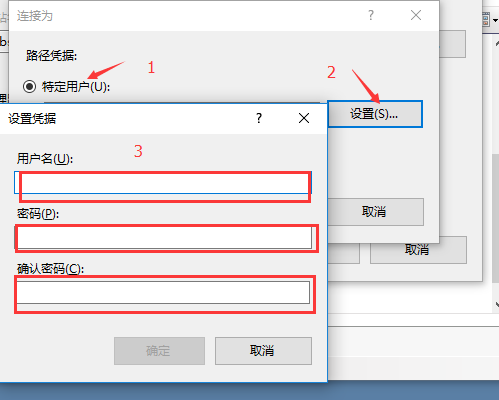 连接为
路径凭据:
1
特定用户(U):
2
设置(S)...
设置凭据
3
用户名(U):
密码(P):
确认密码(C):
确定
取消
取消
取消